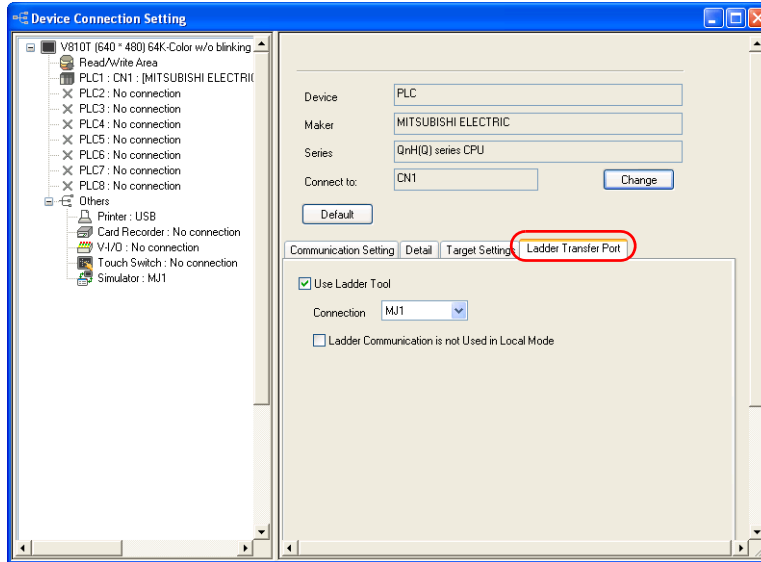 Device Connection Setting
V810T (640 * 480) 64K-Color w/o blinking
Read/Write Area
PLC1 : CN1 : [MITSUBISHI ELECTRI
PLC2 : No connection
PLC3 : No connection
PLC4 : No connection
PLC5 : No connection
PLC6 : No connection
PLC7 : No connection
PLC8 : No connection
Others
Printer : USB
Card Recorder : No connection
V-I/O : No connection
Touch Switch : No connection
Simulator : MJ1
Device PLC
Maker MITSUBISHI ELECTRIC
Series QnH(Q) series CPU
Connect to: CN1 Change
Default
Communication Setting Detail Target Settings Ladder Transfer Port
Use Ladder Tool
Connection MJ1
Ladder Communication is not Used in Local Mode